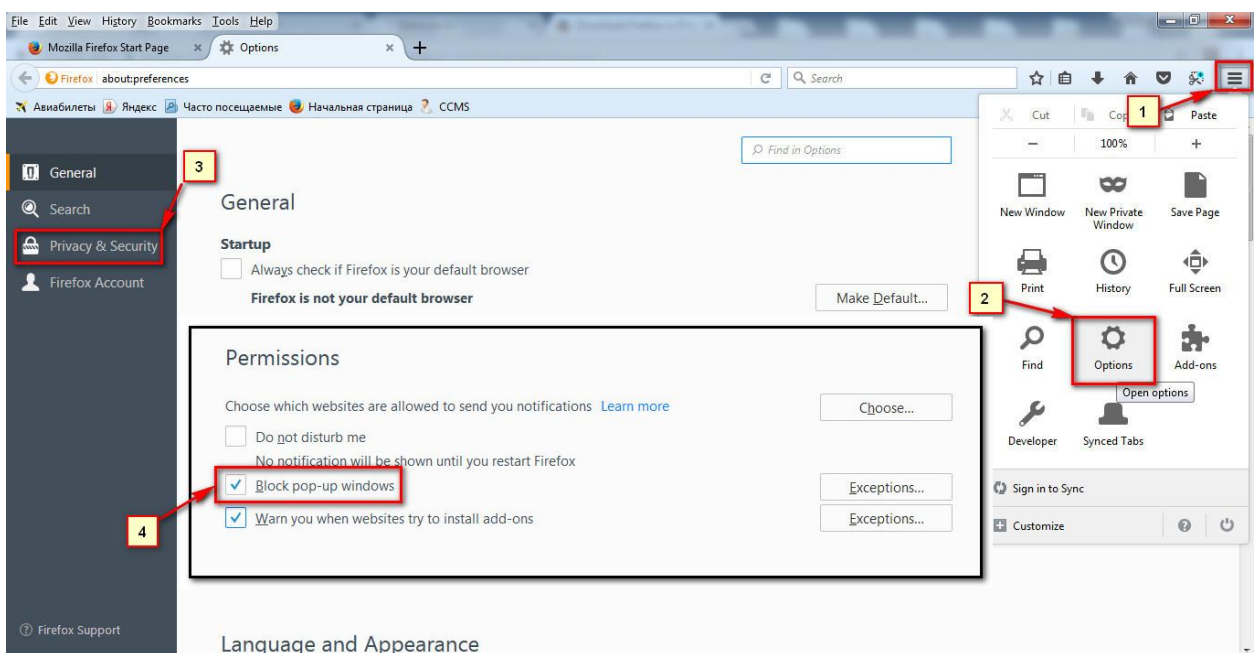 File Edit View History Bookmarks Tools Help
Mozilla Firefox Start Page × Options × +
Firefox about:preferences Search
Авиабилеты Яндекс Часто посещаемые Начальная страница CCMS
1
Cut Paste
− 100% +
3
General
Search
Privacy & Security
Firefox Account
Find in Options
General
Startup
Always check if Firefox is your default browser
Firefox is not your default browser Make Default...
New Window New Private Window Save Page
Print History Full Screen
2
Find Options Add-ons
Open options
Developer Synced Tabs
Sign in to Sync
Customize
Permissions
Choose which websites are allowed to send you notifications Learn more Choose...
Do not disturb me
No notification will be shown until you restart Firefox
Block pop-up windows Exceptions...
Warn you when websites try to install add-ons Exceptions...
4
Firefox Support
Language and Appearance